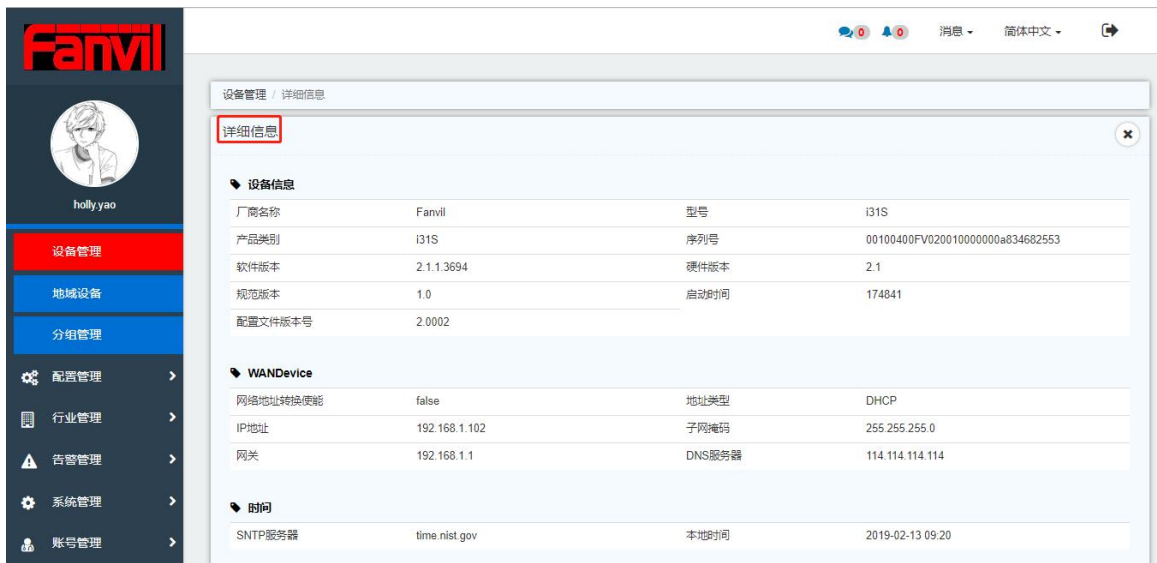 Fanvil
0 0 消息 简体中文
设备管理 / 详细信息
详细信息
holly.yao
设备管理
地域设备
分组管理
配置管理
行业管理
告警管理
系统管理
账号管理
设备信息
厂商名称 Fanvil 型号 i31S
产品类别 i31S 序列号 00100400FV020010000000a834682553
软件版本 2.1.1.3694 硬件版本 2.1
规范版本 1.0 启动时间 174841
配置文件版本号 2.0002
WANDevice
网络地址转换使能 false 地址类型 DHCP
IP地址 192.168.1.102 子网掩码 255.255.255.0
网关 192.168.1.1 DNS服务器 114.114.114.114
时间
SNTP服务器 time.nist.gov 本地时间 2019-02-13 09:20